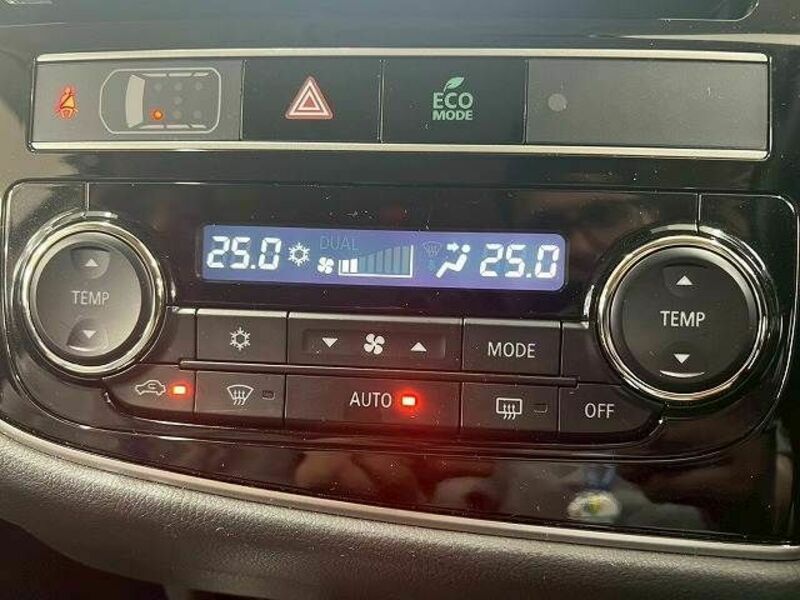 ECO
MODE
25.0 DUAL 25.0
TEMP
TEMP
MODE
AUTO
OFF